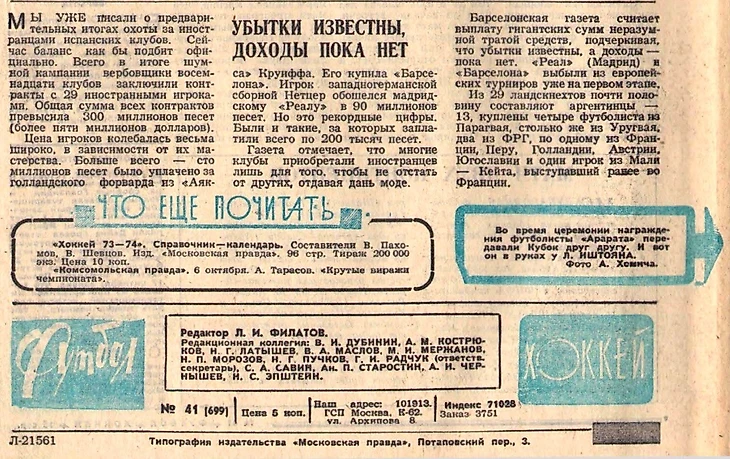 МЫ УЖЕ писали о предвари-
тельных итогах охоты за иност-
ранцами испанских клубов. Сей-
час баланс как бы подбит офи-
циально. Всего в итоге шум-
ной кампании вербовщики восем-
надцати клубов заключили конт-
ракты с 29 иностранными игрока-
ми. Общая сумма всех контрактов
превысила 300 миллионов песет
(более пяти миллионов долларов).
Цена игроков колебалась весьма
широко, в зависимости от их ма-
стерства. Больше всего — сто
миллионов песет было уплачено за
голландского форварда из «Аяк-
УБЫТКИ ИЗВЕСТНЫ,
ДОХОДЫ ПОКА НЕТ
са» Круиффа. Его купила «Барсе-
лона». Игрок западногерманской
сборной Нетцер обошелся мадрид-
скому «Реалу» в 90 миллионов
песет. Но это рекордные цифры.
Были и такие, за которых запла-
тили всего по 200 тысяч песет.
Газета отмечает, что многие
клубы приобретали иностранцев
лишь для того, чтобы не отстать
от других, отдавая дань моде.
Барселонская газета считает
выплату гигантских сумм неразум-
ной тратой средств, подчеркивая,
что убытки известны, а доходы —
пока нет. «Реал» (Мадрид) и
«Барселона» выбыли из европей-
ских турниров уже на первом этапе.
Из 29 ландскнехтов почти поло-
вину составляют аргентинцы —
13, куплены четыре футболиста из
Парагвая, столько же из Уругвая,
два из ФРГ, по одному из Фран-
ции, Перу, Голландии, Австрии,
Югославии и один игрок из Мали
— Кейта, выступавший ранее во
Франции.
ЧТО ЕЩЕ ПОЧИТАТЬ
«Хоккей 73—74». Справочник—календарь. Составители В. Пахо-
мов, В. Шевцов. Изд. «Московская правда». 96 стр. Тираж 200 000
экз. Цена 10 коп.
«Комсомольская правда». 6 октября. А. Тарасов. «Крутые виражи
чемпионата».
Во время церемонии награжде-
ния футболисты «Арарата» пере-
давали Кубок друг другу. И вот
он в руках у Л. ИШТОЯНА.
Фото А. Хомича.
Футбол
Редактор Л. И. ФИЛАТОВ.
Редакционная коллегия: В. И. ДУБИНИН, А. М. КОСТРЮ-
КОВ, Н. Г. ЛАТЫШЕВ, В. А. МАСЛОВ, М. И. МЕРЖАНОВ,
Н. П. МОРОЗОВ, Н. Г. ПУЧКОВ, Г. И. РАДЧУК (ответств.
секретарь), С. А. САВИН, Ан. П. СТАРОСТИН, А. И. ЧЕР-
НЫШЕВ, И. С. ЭПШТЕЙН.
ХОККЕЙ
№ 41 (699)
Цена 5 коп.
Наш адрес: 101913.
ГСП Москва, К-62.
ул. Архипова 8.
Индекс 71028
Заказ 3751
Л-21561
Типография издательства «Московская правда», Потаповский пер., 3.